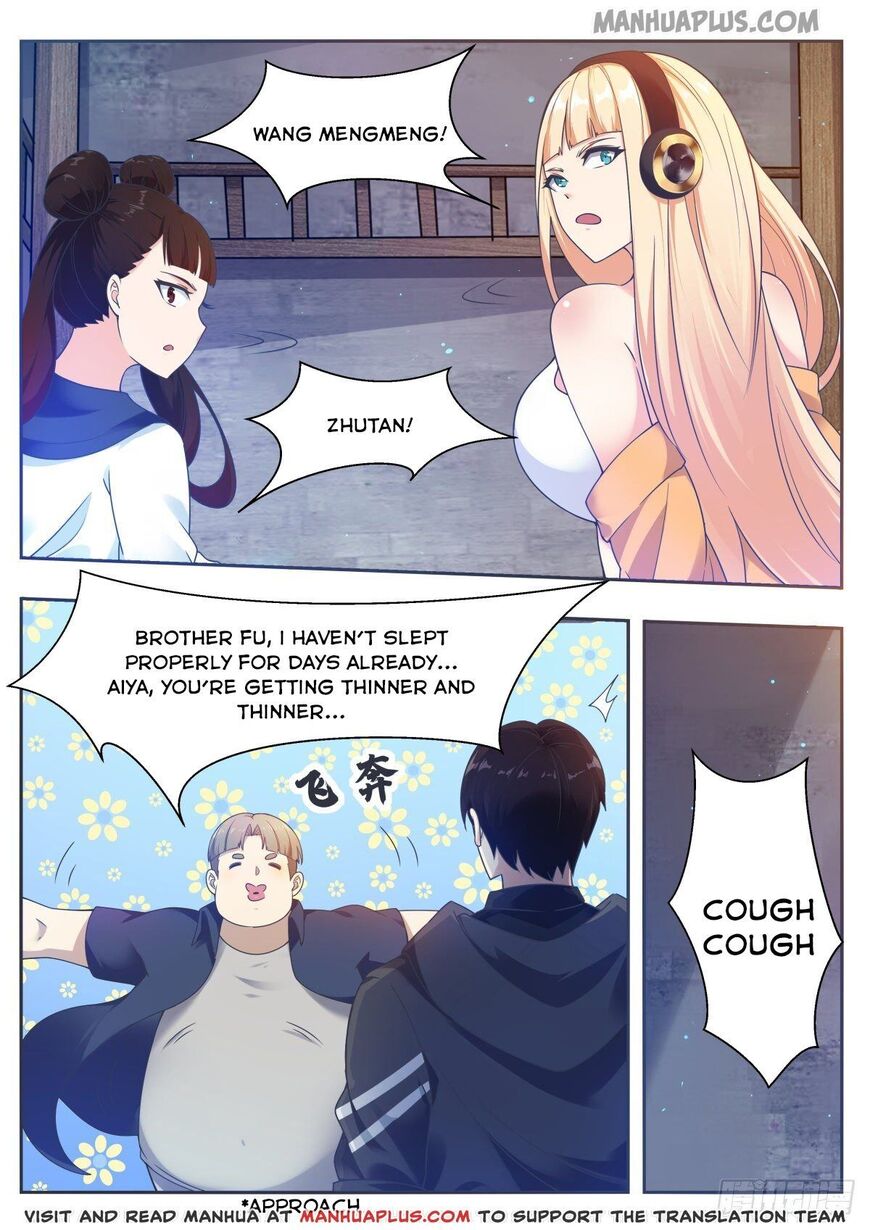 MANHUAPLUS.COM
WANG MENGMENG!
ZHUTAN!
BROTHER FU, I HAVEN'T SLEPT
PROPERLY FOR DAYS ALREADY...
AIYA, YOU'RE GETTING THINNER AND
THINNER...
飞奔
COUGH
COUGH
*APPROACH
VISIT AND READ MANHUA AT MANHUAPLUS.COM TO SUPPORT THE TRANSLATION TEAM